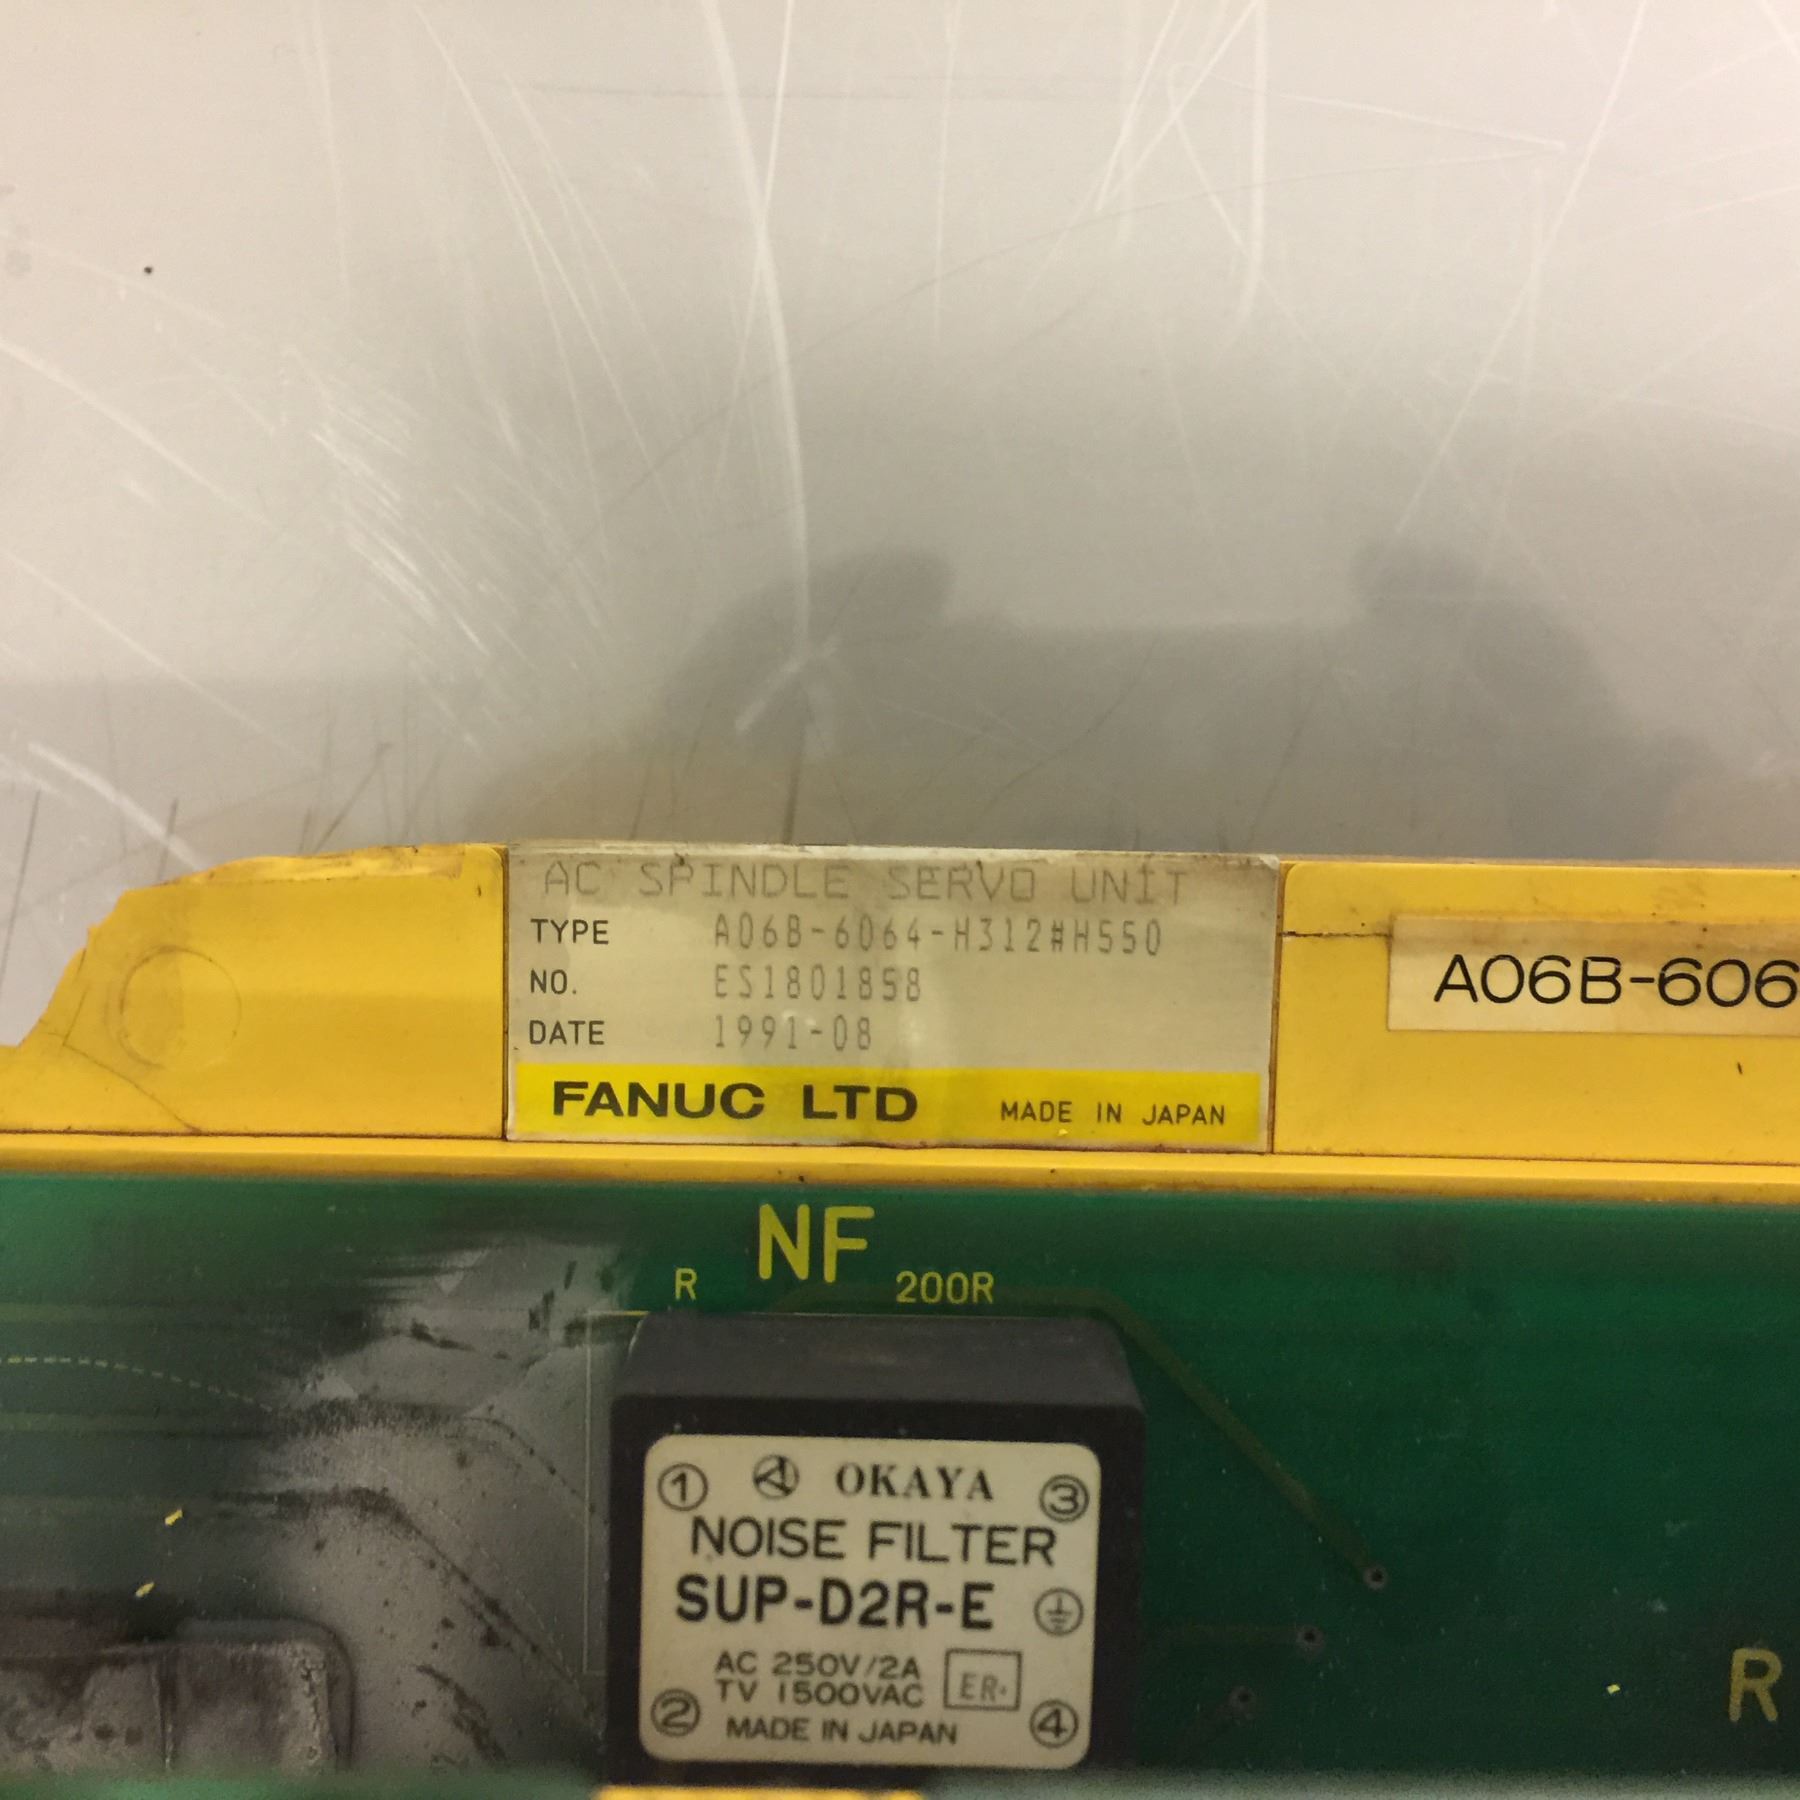 AC SPINDLE SERVO UNIT
TYPE A06B-6064-H312#H550
NO. ES1801858
DATE 1991-08
FANUC LTD MADE IN JAPAN
A06B-606
NF
R 200R
1 OKAYA 3
NOISE FILTER
SUP-D2R-E
AC 250V/2A
TV 1500VAC ER.
2 MADE IN JAPAN 4
R